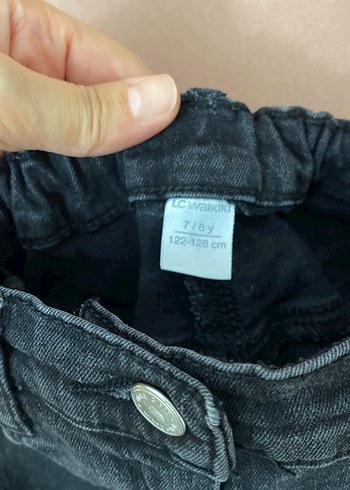 LC Waikiki
7 / 8 y
122-128 cm